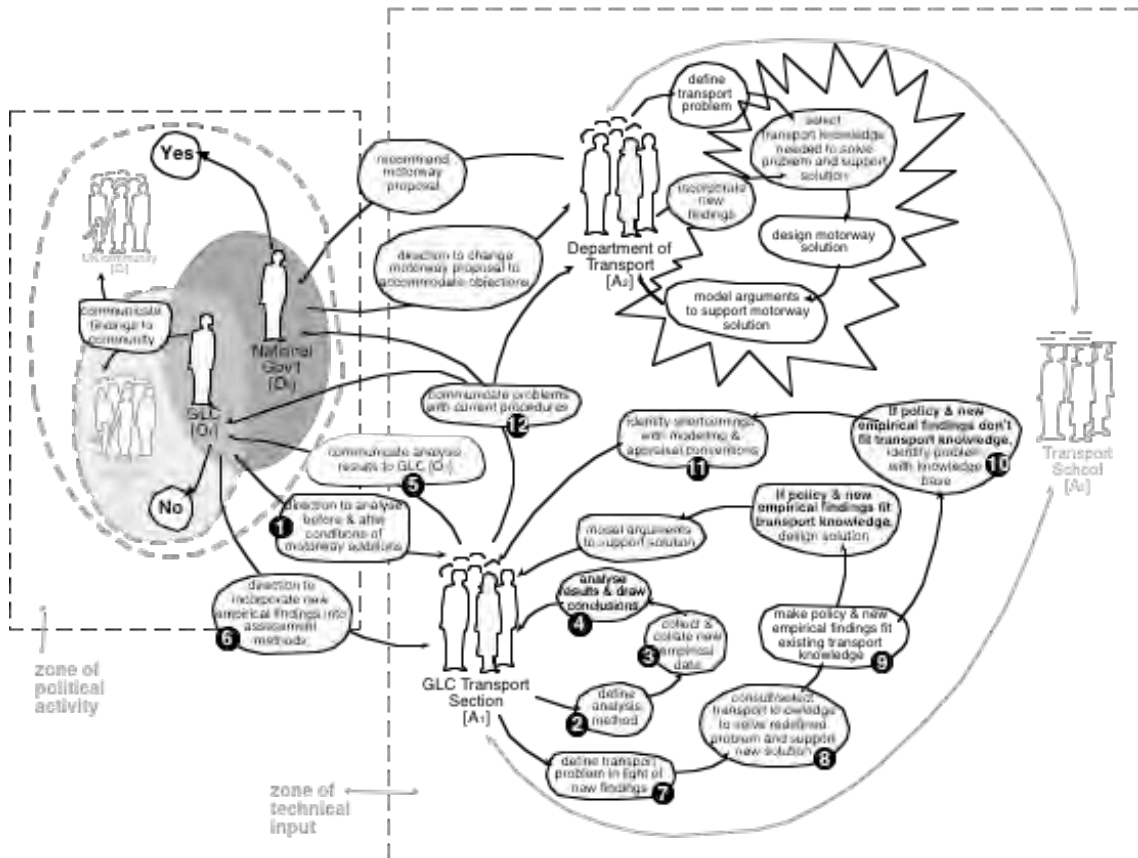 Yes
UK community
communicate
findings to
community
National
Gov't
GLC
No
recommend
motorway
proposal
direction to change
motorway proposal to
accommodate objections
define
transport
problem
select
transport knowledge
needed to solve
problem and support
solution
incorporate
new
findings
design motorway
solution
model arguments
to support motorway
solution
Department of
Transport
[A₂]
communicate problems
with current procedures
12
communicate analysis
results to GLC
5
direction to analyse
before & after
conditions of
motorway
1
direction to
incorporate new
empirical findings into
assessment
methods
6
GLC Transport
Section
[A₁]
identify shortcomings
with modelling &
appraisal conventions
11
If policy & new
empirical findings don't
fit transport knowledge,
identify problem
with knowledge
base
10
If policy & new
empirical findings fit
transport knowledge,
design solution
model arguments
to support solution
analyse
results & draw
conclusions
4
collect &
collate new
empirical
data
3
define
analysis
method
2
make policy & new
empirical findings fit
existing transport
knowledge
9
consult/select
transport knowledge
to solve redefined
problem and support
new solution
8
define transport
problem in light of
new findings
7
Transport
School
zone of
political
activity
zone of
technical
input